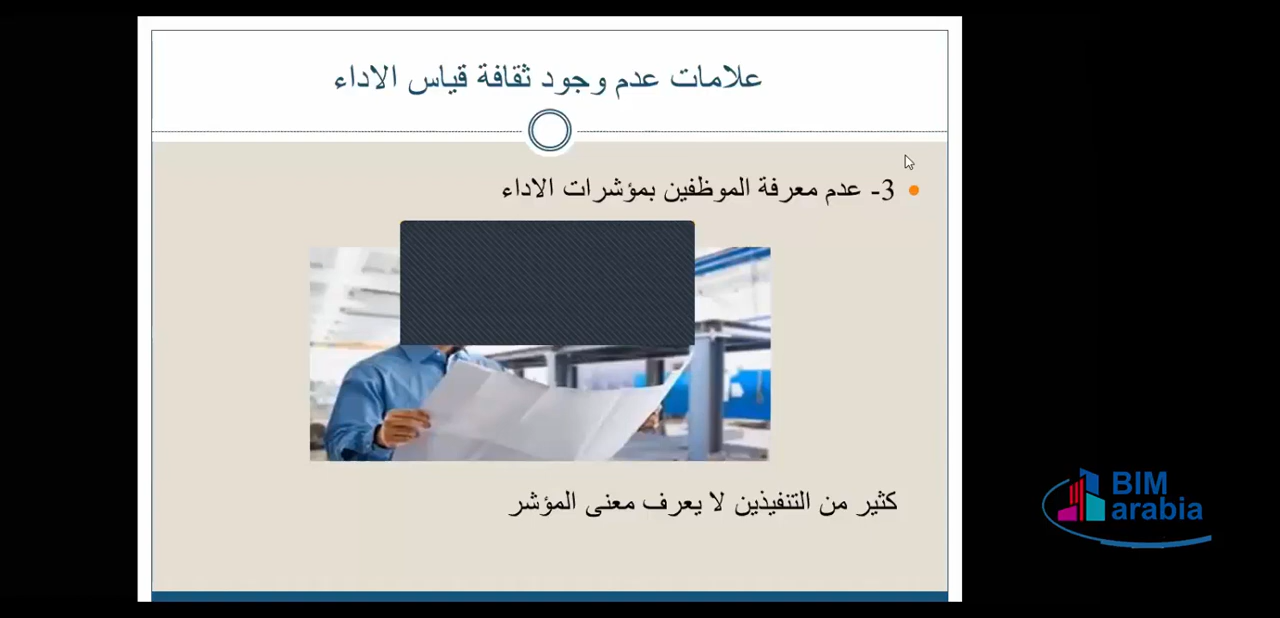 علامات عدم وجود ثقافة قياس الاداء
3- عدم معرفة الموظفين بمؤشرات الاداء
كثير من التنفيذين لا يعرف معنى المؤشر
BIM
arabia